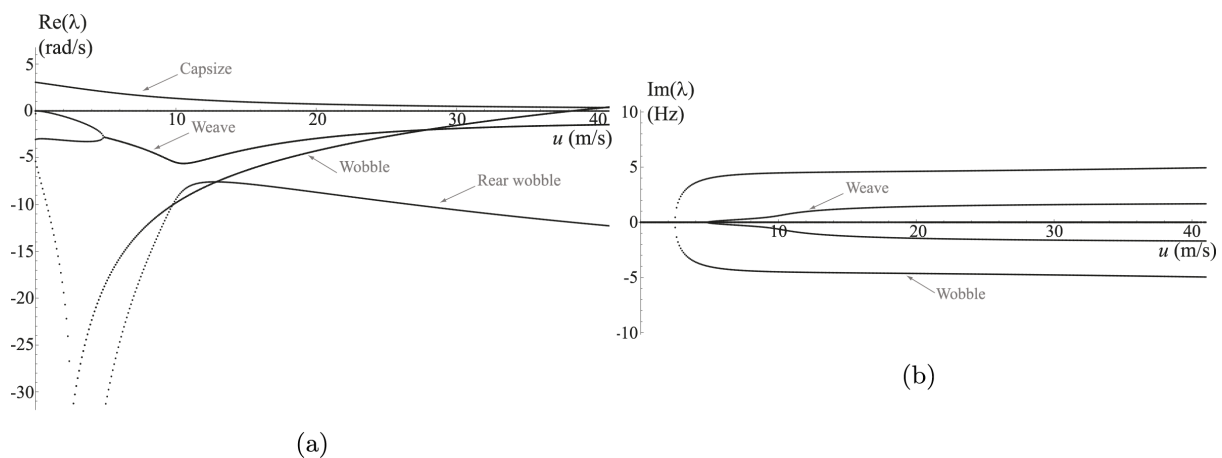 Re(λ)
(rad/s)
5
0
-5
-10
-15
-20
-25
-30
10
20
30
40
u (m/s)
Capsize
Weave
Wobble
Rear wobble
(a)
Im(λ)
(Hz)
10
5
0
-5
-10
10
20
30
40
u (m/s)
Weave
Wobble
(b)